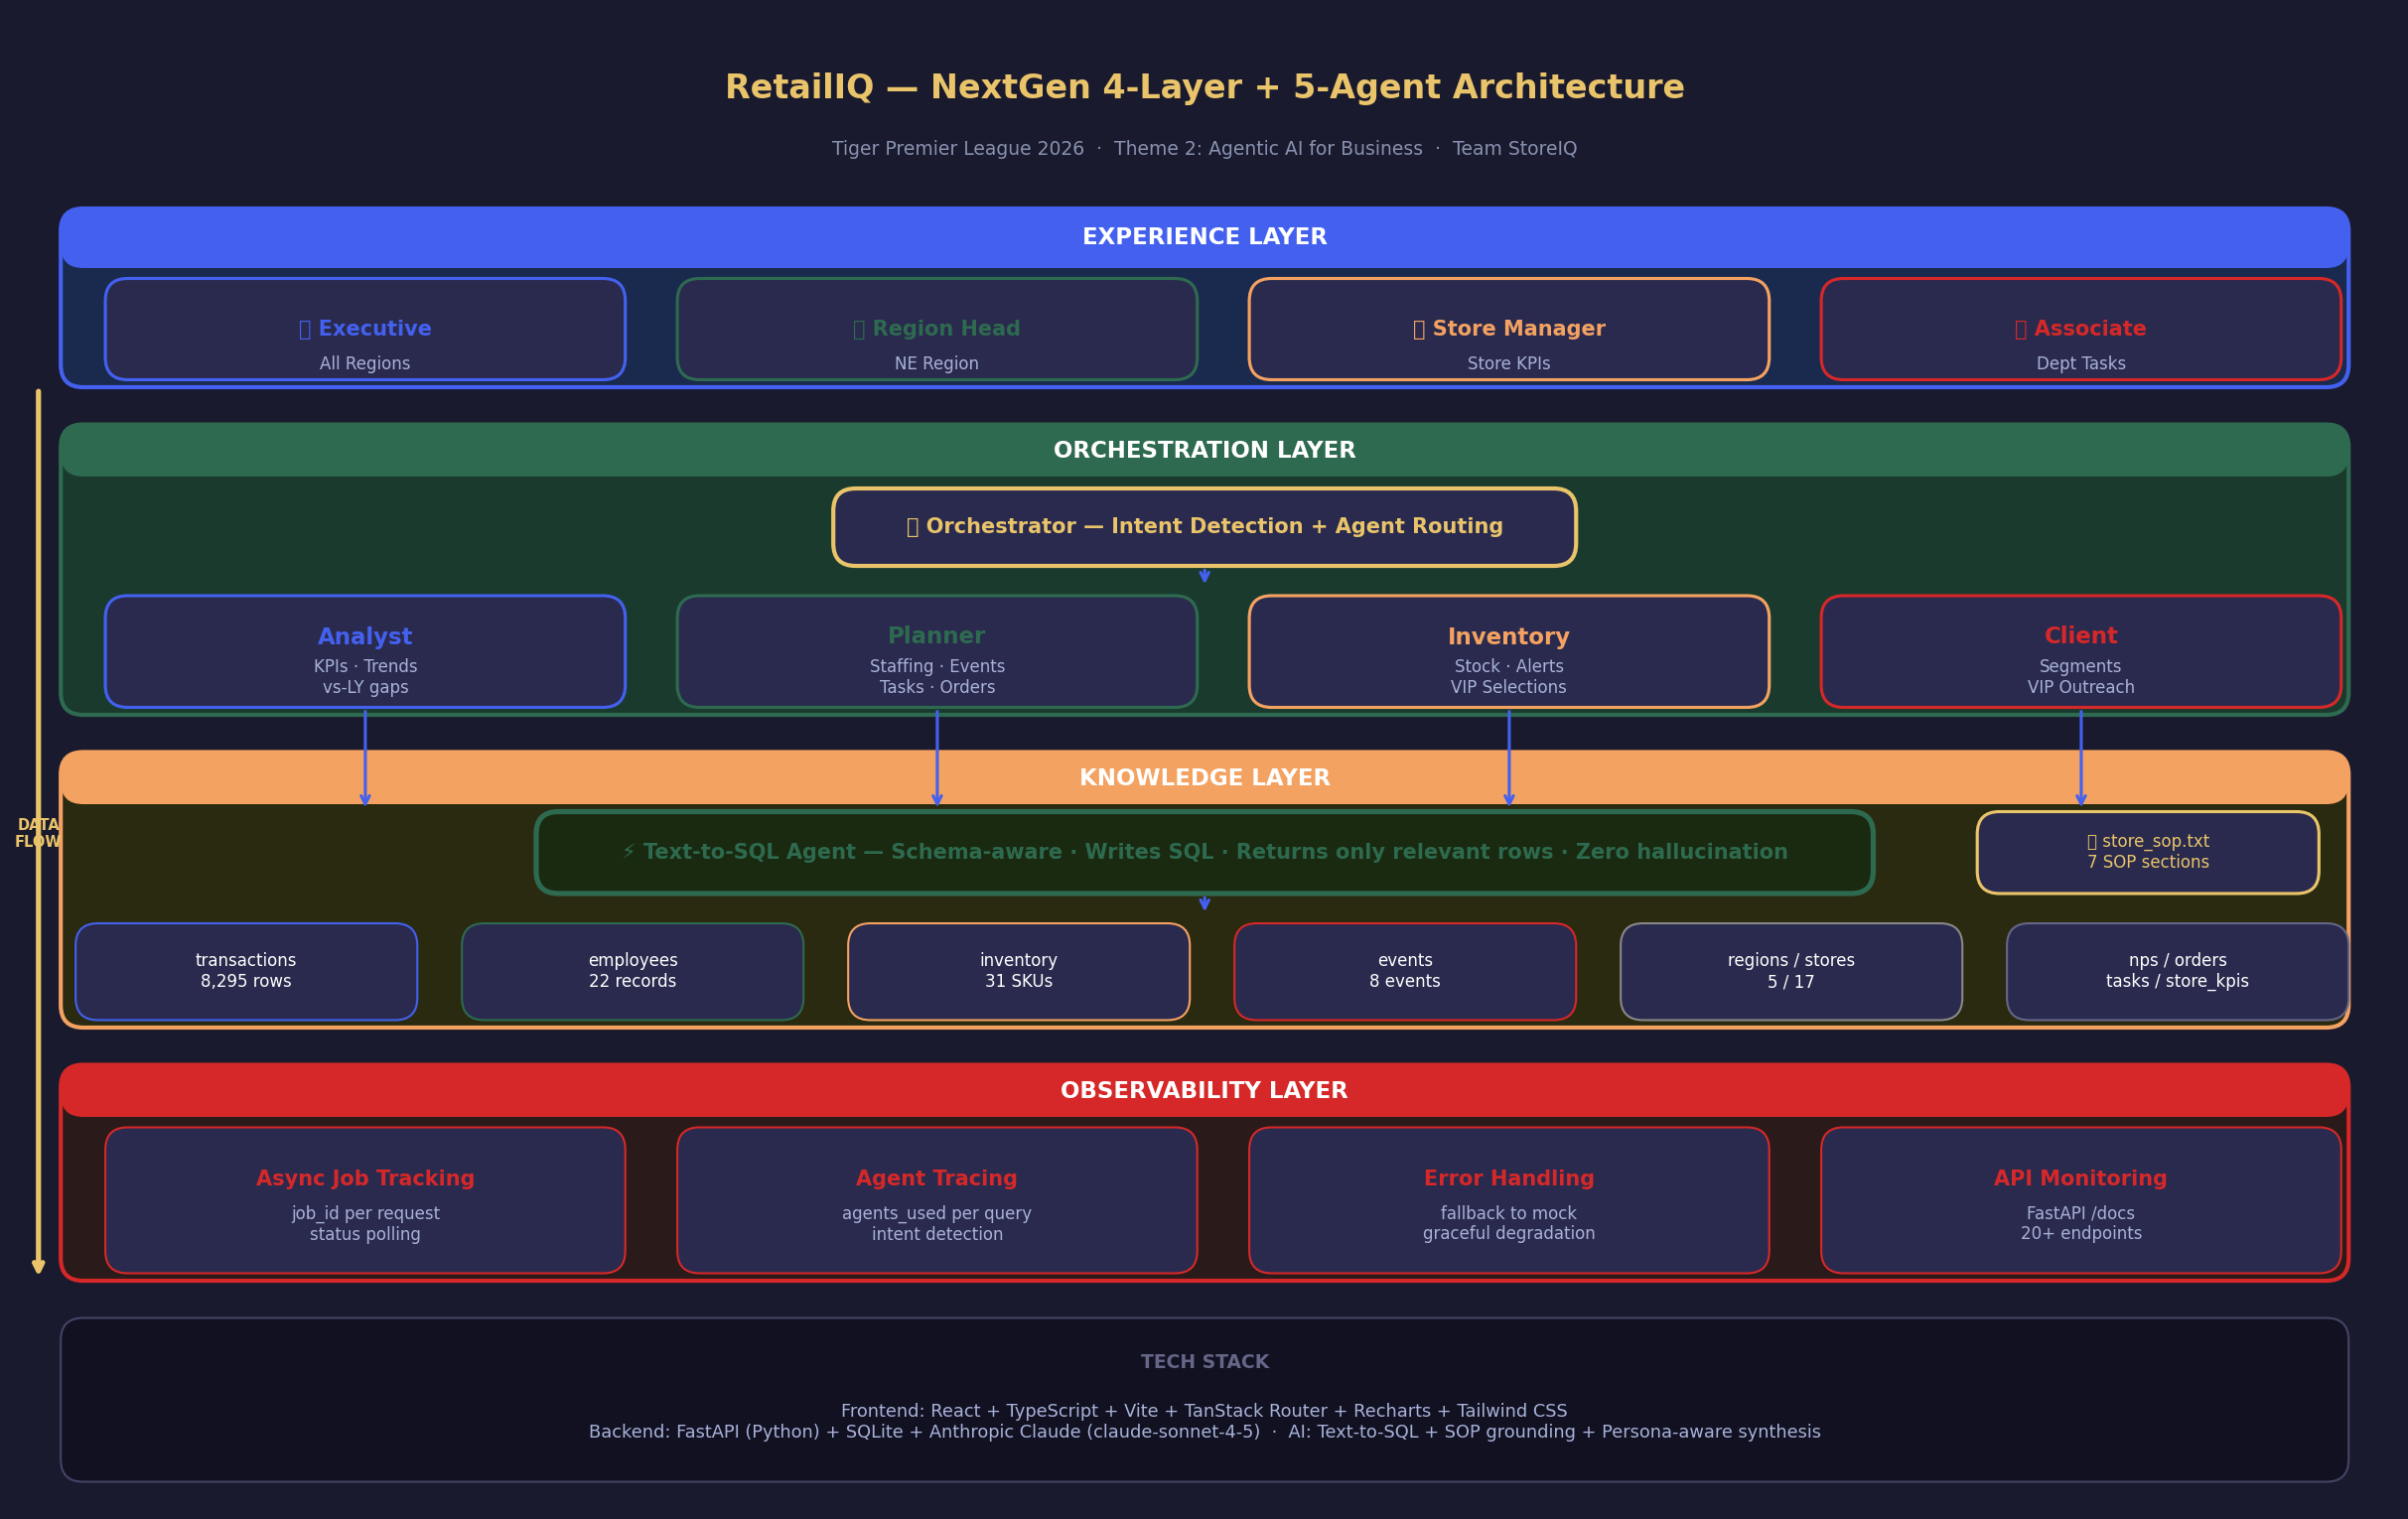 RetailIQ — NextGen 4-Layer + 5-Agent Architecture
Tiger Premier League 2026 · Theme 2: Agentic AI for Business · Team StoreIQ
EXPERIENCE LAYER
Executive
All Regions
Region Head
NE Region
Store Manager
Store KPIs
Associate
Dept Tasks
ORCHESTRATION LAYER
Orchestrator — Intent Detection + Agent Routing
Analyst
KPIs · Trends
vs-LY gaps
Planner
Staffing · Events
Tasks · Orders
Inventory
Stock · Alerts
VIP Selections
Client
Segments
VIP Outreach
KNOWLEDGE LAYER
DATA
FLOW
⚡ Text-to-SQL Agent — Schema-aware · Writes SQL · Returns only relevant rows · Zero hallucination
store_sop.txt
7 SOP sections
transactions
8,295 rows
employees
22 records
inventory
31 SKUs
events
8 events
regions / stores
5 / 17
nps / orders
tasks / store_kpis
OBSERVABILITY LAYER
Async Job Tracking
job_id per request
status polling
Agent Tracing
agents_used per query
intent detection
Error Handling
fallback to mock
graceful degradation
API Monitoring
FastAPI /docs
20+ endpoints
TECH STACK
Frontend: React + TypeScript + Vite + TanStack Router + Recharts + Tailwind CSS
Backend: FastAPI (Python) + SQLite + Anthropic Claude (claude-sonnet-4-5) · AI: Text-to-SQL + SOP grounding + Persona-aware synthesis